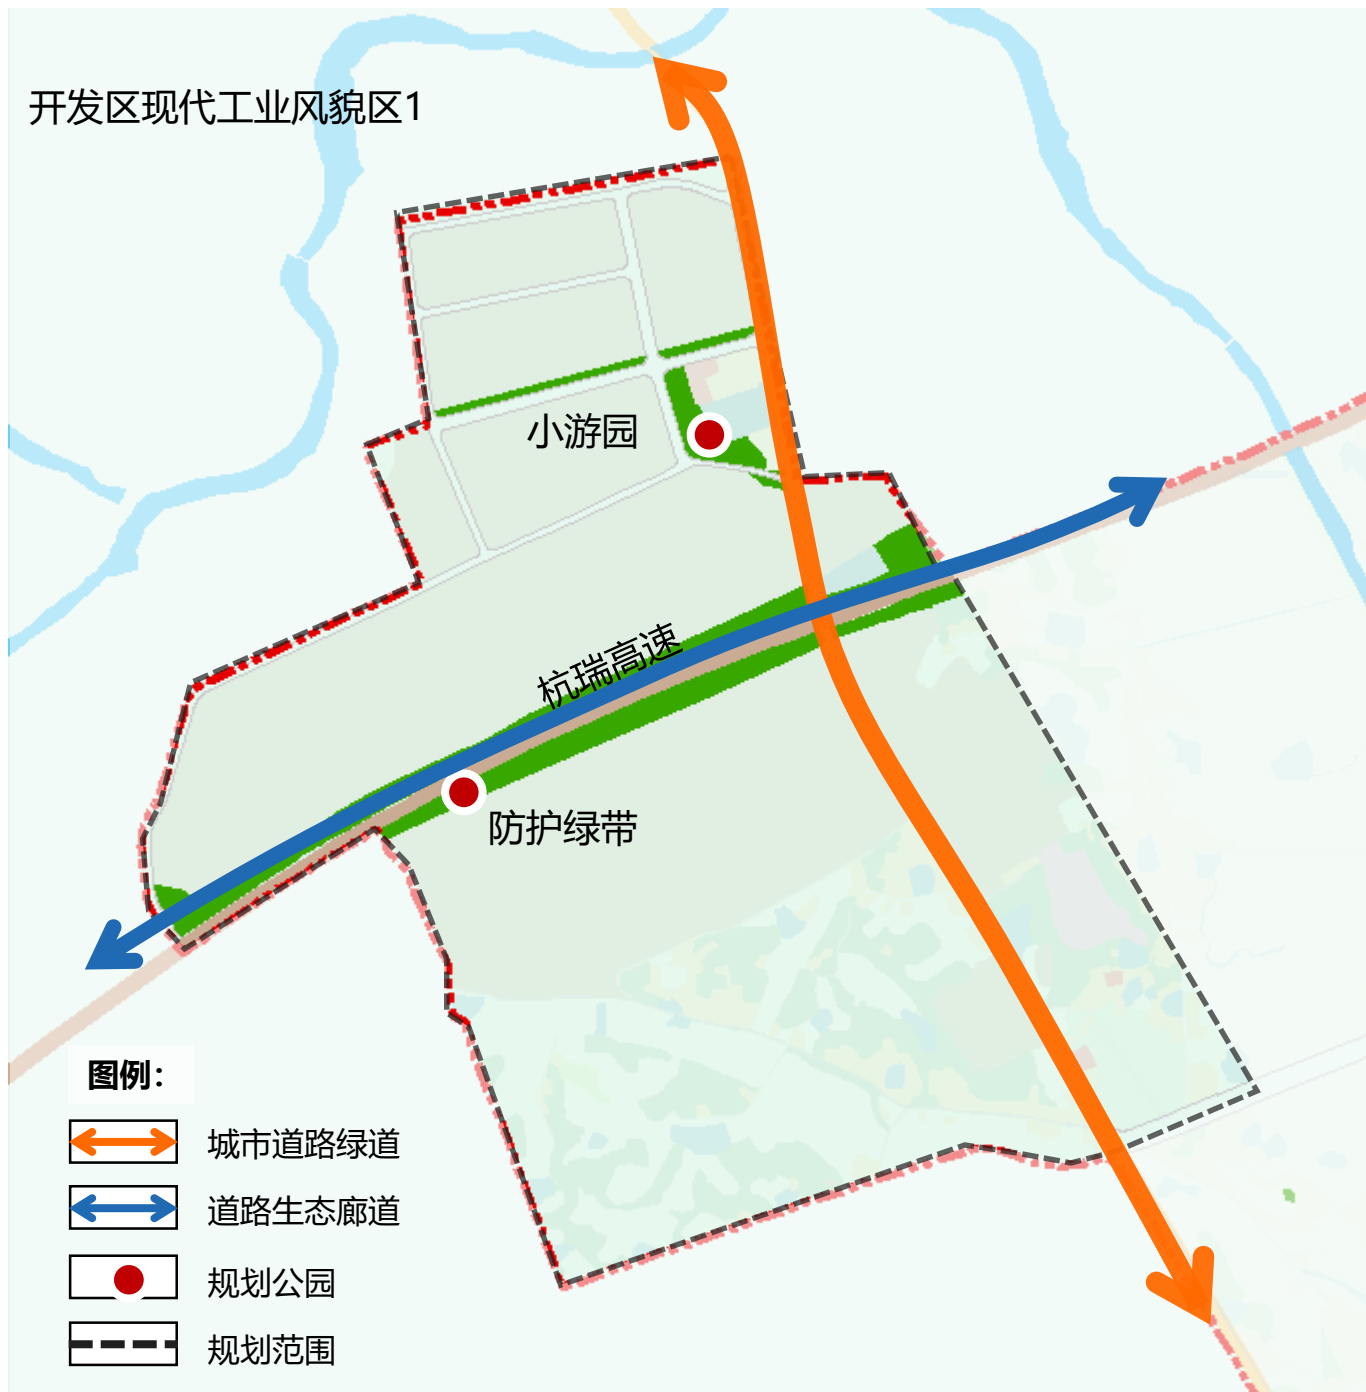 开发区现代工业风貌区1
小游园
杭瑞高速
防护绿带
图例：
城市道路绿道
道路生态廊道
规划公园
规划范围